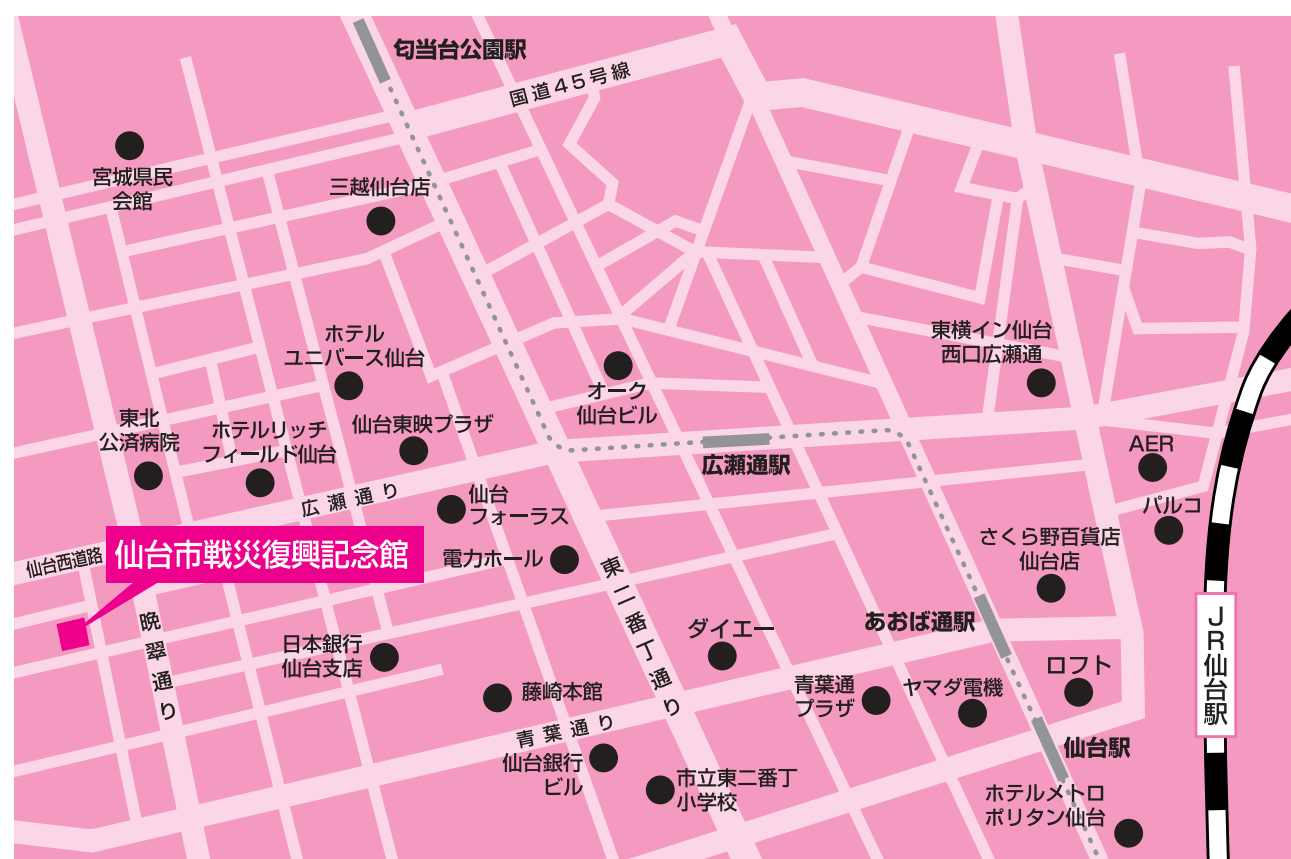 匂当台公園駅
国道45号線
宮城県民
会館
三越仙台店
ホテル
ユニバース仙台
東横イン仙台
西口広瀬通
オーク
仙台ビル
東北
公済病院
ホテルリッチ
フィールド仙台
仙台東映プラザ
広瀬通駅
AER
パルコ
広瀬通り
仙台
フォーラス
さくら野百貨店
仙台店
仙台西道路
仙台市戦災復興記念館
電力ホール
東二番丁通り
晩翠通り
あおば通駅
JR仙台駅
日本銀行
仙台支店
ダイエー
ロフト
藤崎本館
青葉通
プラザ
ヤマダ電機
青葉通り
仙台銀行
ビル
仙台駅
市立東二番丁
小学校
ホテルメトロ
ポリタン仙台